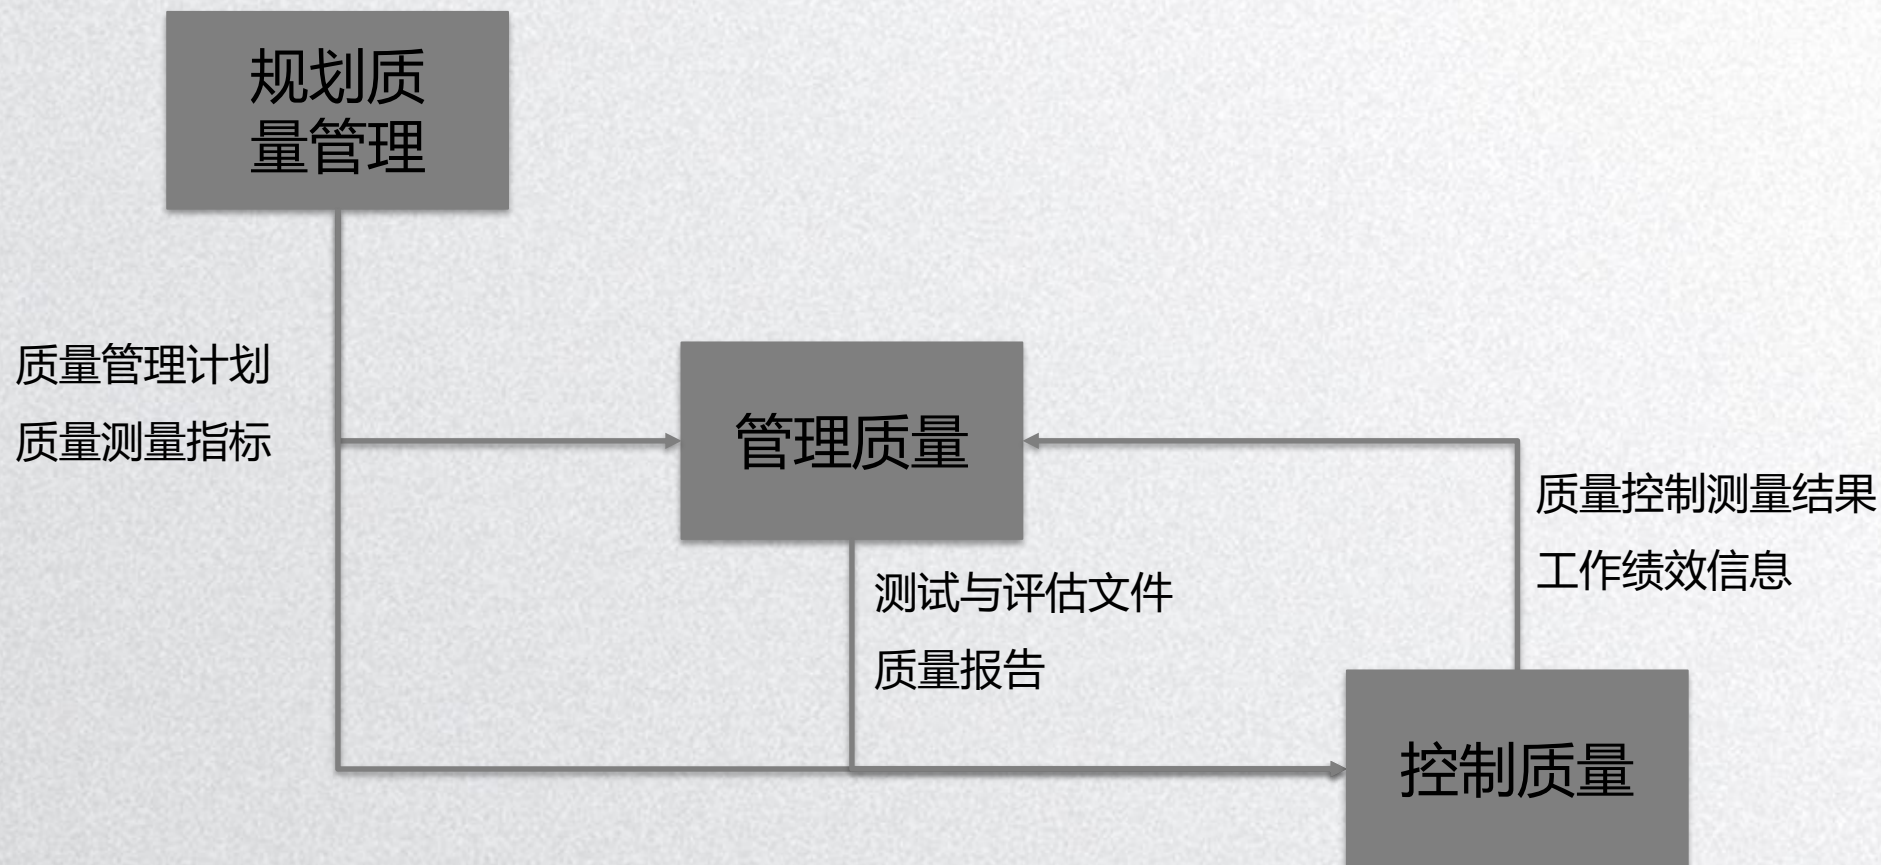 规划质
量管理
质量管理计划
质量测量指标
管理质量
质量控制测量结果
工作绩效信息
测试与评估文件
质量报告
控制质量